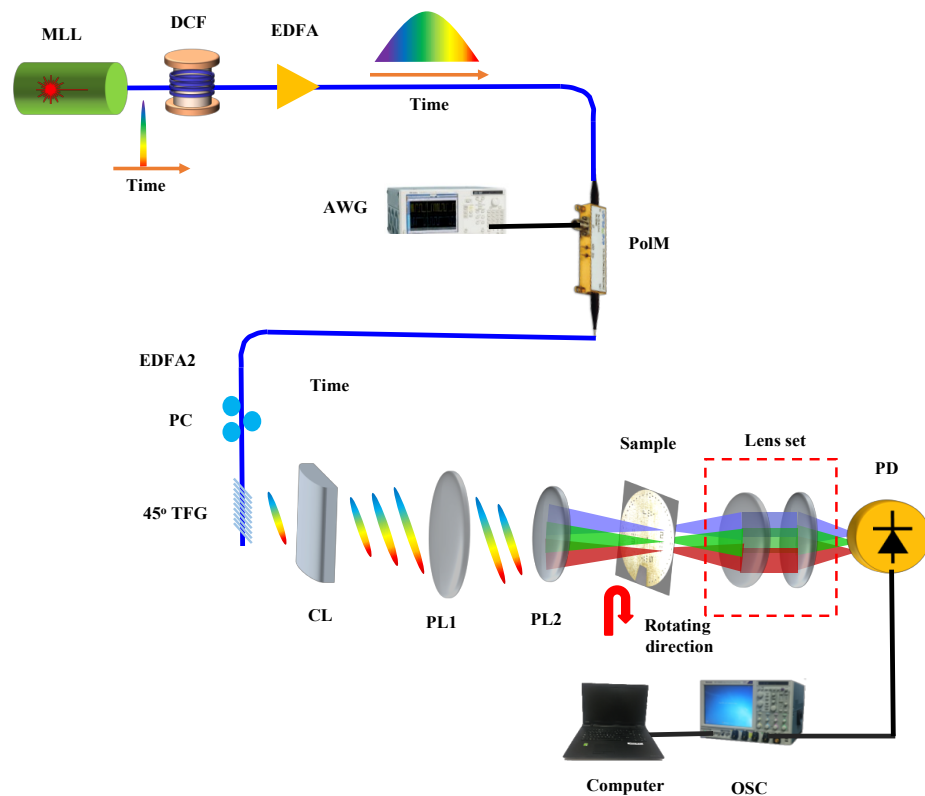 MLL
DCF
EDFA
Time
Time
AWG
PolM
EDFA2
Time
PC
Sample
Lens set
PD
45º TFG
CL
PL1
PL2
Rotating
direction
Computer
OSC